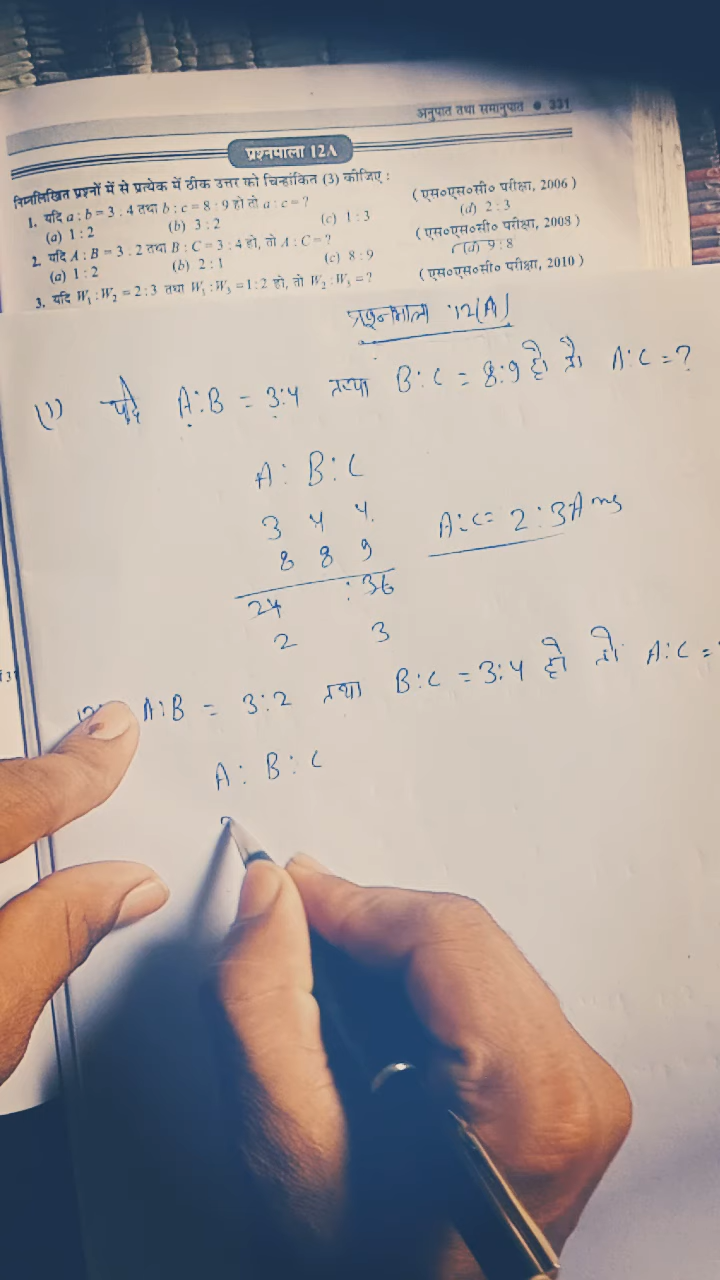 अनुपात तथा समानुपात ● 331
प्रश्नमाला 12A
निम्नलिखित प्रश्नों में से प्रत्येक में ठीक उत्तर को चिन्हांकित (3) कीजिए :
1. यदि a : b = 3 : 4 तथा b : c = 8 : 9 हो तो a : c = ?
(एस०एस०सी० परीक्षा, 2006)
(a) 1 : 2 (b) 3 : 2 (c) 1 : 3 (d) 2 : 3
2. यदि A : B = 3 : 2 तथा B : C = 3 : 4 हो, तो A : C = ?
(एस०एस०सी० परीक्षा, 2008)
(a) 1 : 2 (b) 2 : 1 (c) 8 : 9 (d) 9 : 8
3. यदि W₁ : W₂ = 2 : 3 तथा W₁ : W₃ = 1 : 2 हो, तो W₂ : W₃ = ?
(एस०एस०सी० परीक्षा, 2010)
प्रश्नमाला 12(A)
(1) यदि A:B = 3:4 तथा B:C = 8:9 हो तो A:C = ?
A : B : C
3 4 4
8 8 9
24 : 36
2 3
A:C = 2:3 Ans
A:B = 3:2 तथा B:C = 3:4 हो तो A:C =
A : B : C